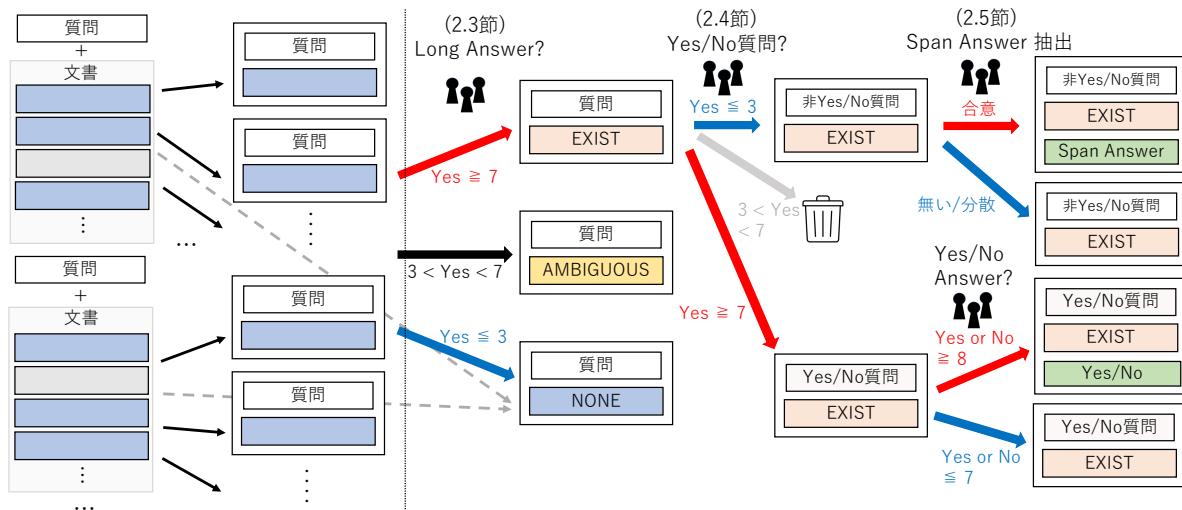 質問
+
文書
⋮
質問
+
文書
⋮
…
質問
質問
⋮
…
質問
質問
⋮
(2.3節)
Long Answer?
Yes ≧ 7
3 < Yes < 7
Yes ≦ 3
質問
EXIST
質問
AMBIGUOUS
質問
NONE
(2.4節)
Yes/No質問?
Yes ≦ 3
3 < Yes
< 7
Yes ≧ 7
非Yes/No質問
EXIST
Yes/No質問
EXIST
(2.5節)
Span Answer 抽出
合意
無い/分散
Yes/No
Answer?
Yes or No
≧ 8
Yes or No
≦ 7
非Yes/No質問
EXIST
Span Answer
非Yes/No質問
EXIST
Yes/No質問
EXIST
Yes/No
Yes/No質問
EXIST